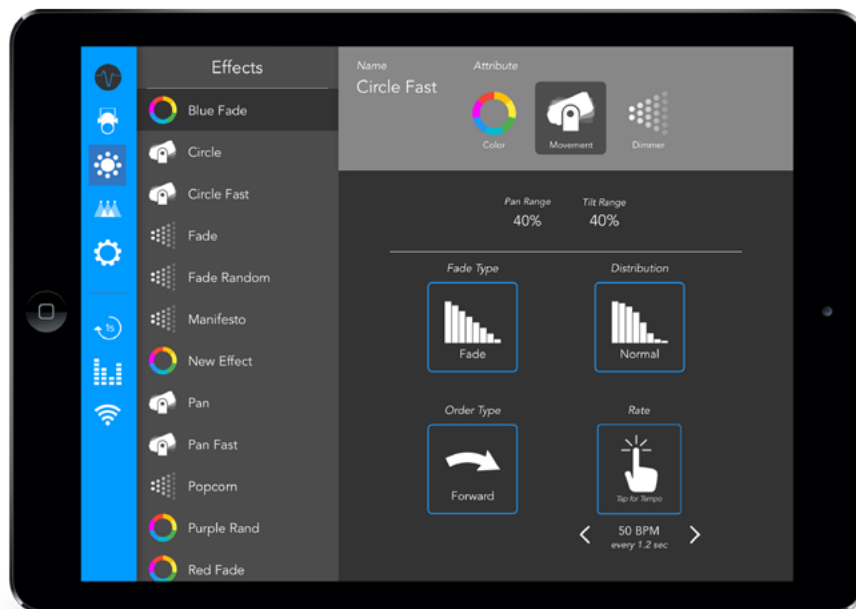 Effects
Blue Fade
Circle
Circle Fast
Fade
Fade Random
Manifesto
New Effect
Pan
Pan Fast
Popcorn
Purple Rand
Red Fade
1s
Name
Circle Fast
Attribute
Color
Movement
Dimmer
Pan Range
40%
Tilt Range
40%
Fade Type
Fade
Distribution
Normal
Order Type
Forward
Rate
Tap for Tempo
50 BPM
every 1.2 sec